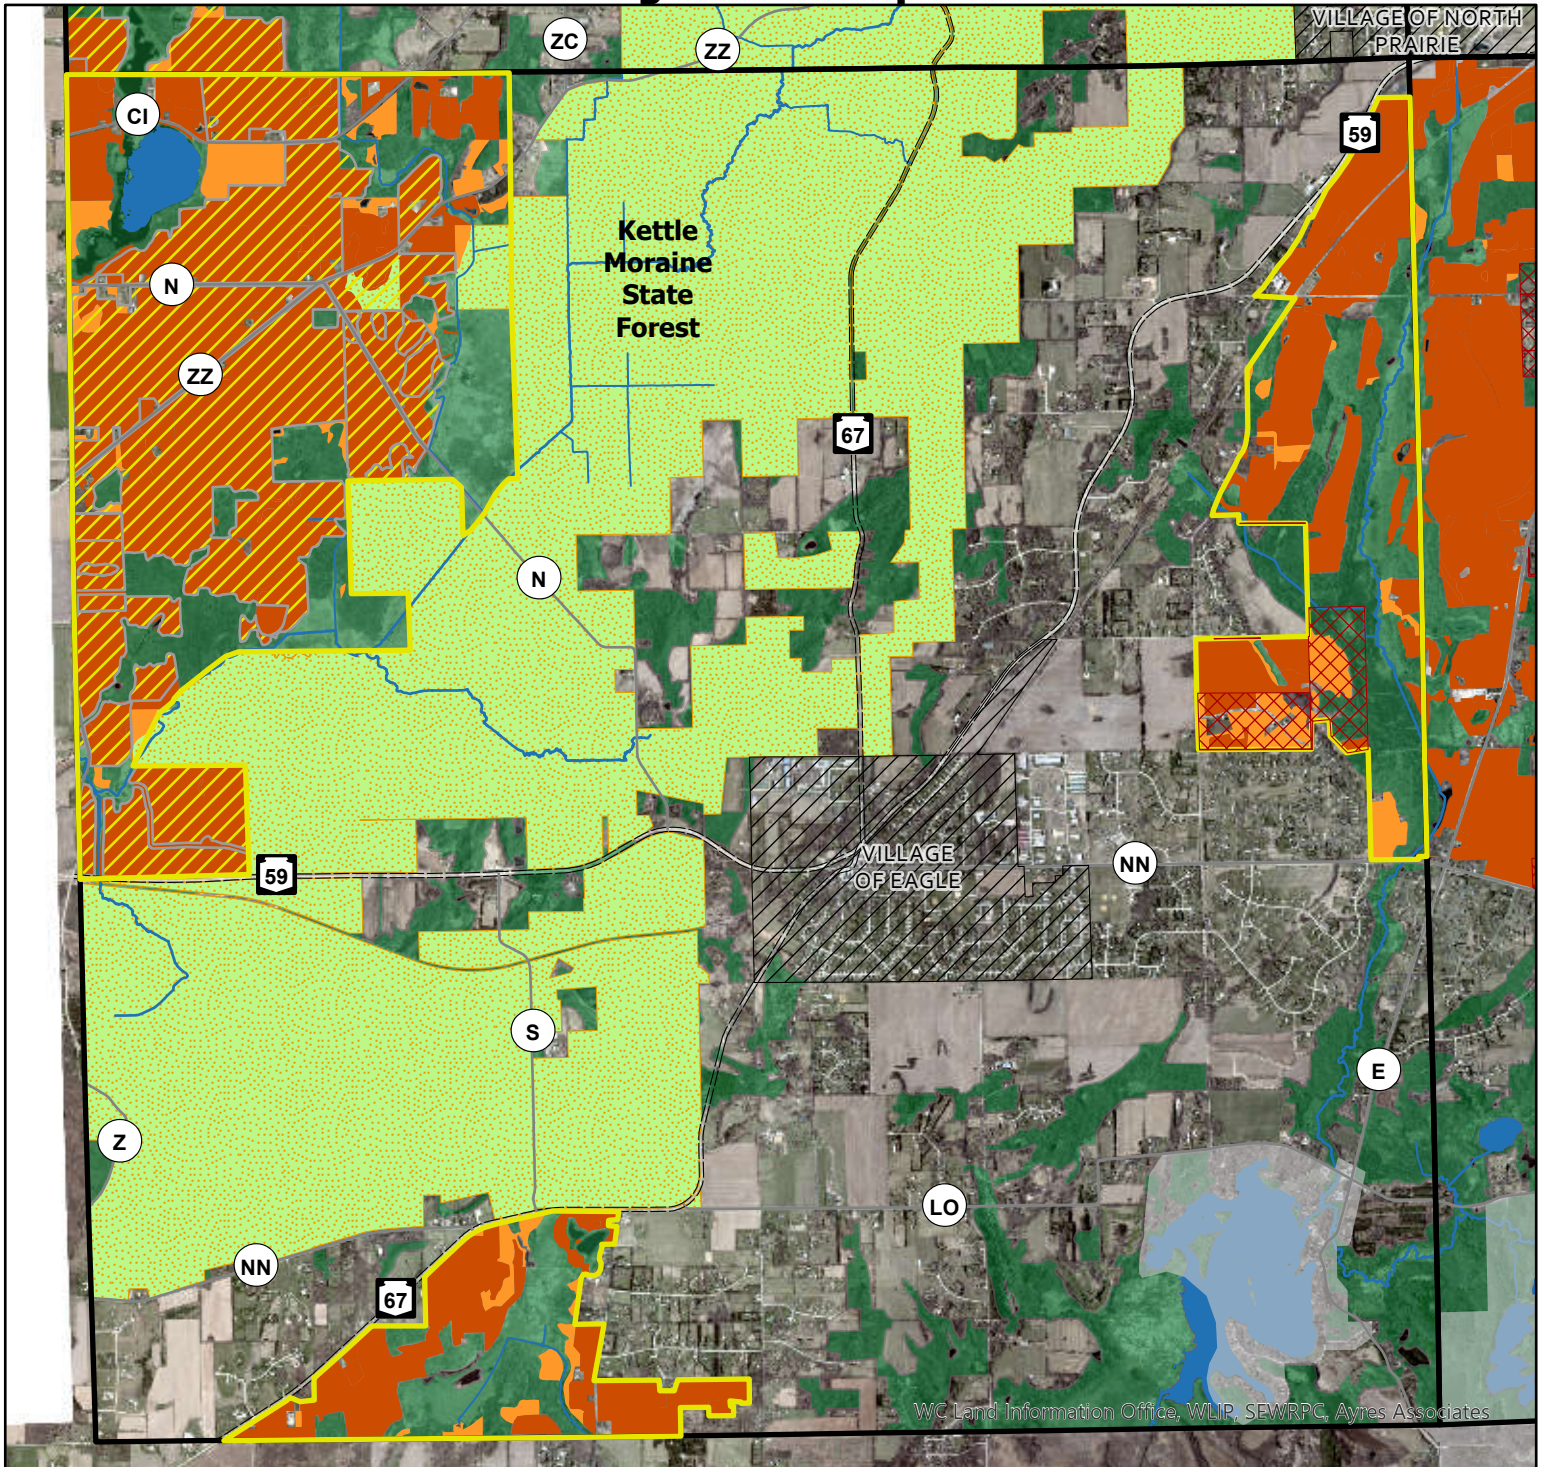 VILLAGE OF NORTH
PRAIRIE
ZC
ZZ
CI
59
Kettle
Moraine
State
Forest
N
ZZ
67
N
VILLAGE
OF EAGLE
NN
59
S
E
Z
LO
NN
67
WC Land Information Office, WLIP, SEWRPC, Ayres Associates